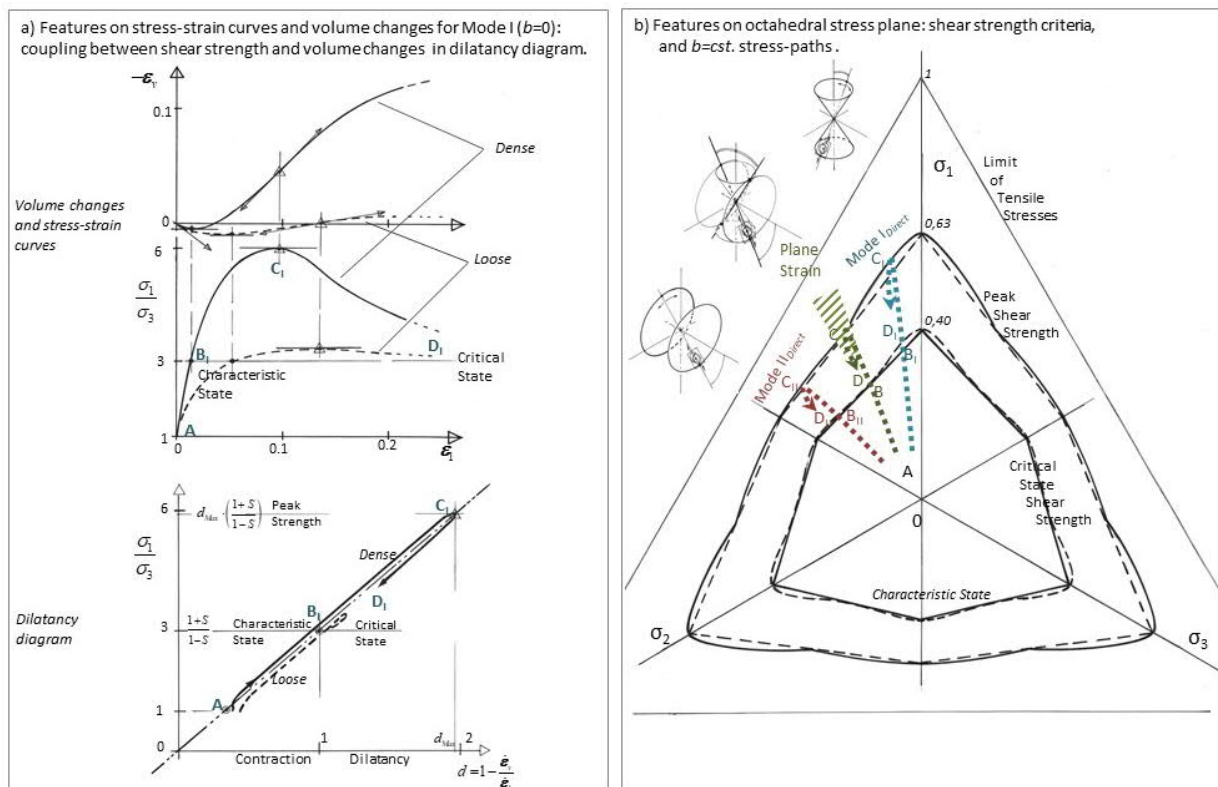 a) Features on stress-strain curves and volume changes for Mode I (b=0):
coupling between shear strength and volume changes in dilatancy diagram.
−εv
0.1
Dense
Volume changes
and stress-strain
curves
0
Loose
6
C_I
σ1
σ3
3
B_I
Characteristic
State
D_I
Critical
State
1
A
0
0.1
0.2
ε1
6
d_Max · (1+S / 1−S)
Peak
Strength
C_I
σ1
σ3
Dense
D_I
Dilatancy
diagram
3
1+S
1−S
Characteristic
State
B_I
Critical
State
Loose
A
1
0
Contraction
1
Dilatancy
d_Max
2
b) Features on octahedral stress plane: shear strength criteria,
and b=cst. stress-paths .
1
σ1
Limit
of
Tensile
Stresses
0,63
Mode I Direct
C_I
Plane
Strain
Peak
Shear
Strength
0,40
D_I
B_I
C
D
B
Mode II Direct
C_II
D_II
B_II
A
0
Critical
State
Shear
Strength
Characteristic State
σ2
σ3